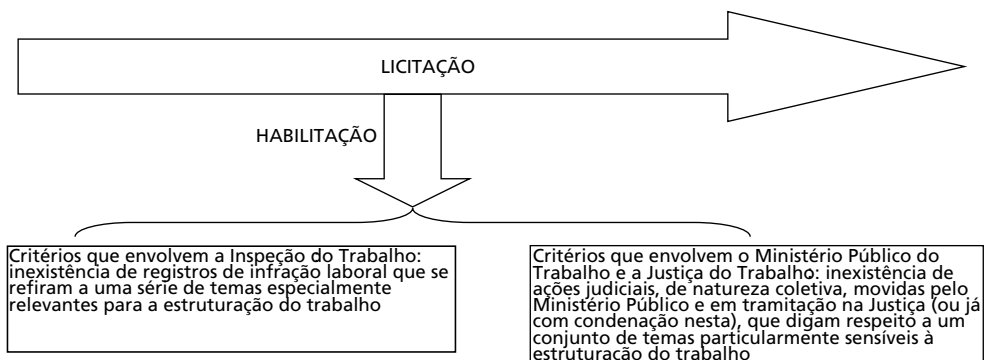 LICITAÇÃO
HABILITAÇÃO
Critérios que envolvem a Inspeção do Trabalho:
inexistência de registros de infração laboral que se
refiram a uma série de temas especialmente
relevantes para a estruturação do trabalho
Critérios que envolvem o Ministério Público do
Trabalho e a Justiça do Trabalho: inexistência de
ações judiciais, de natureza coletiva, movidas pelo
Ministério Público e em tramitação na Justiça (ou já
com condenação nesta), que digam respeito a um
conjunto de temas particularmente sensíveis à
estruturação do trabalho